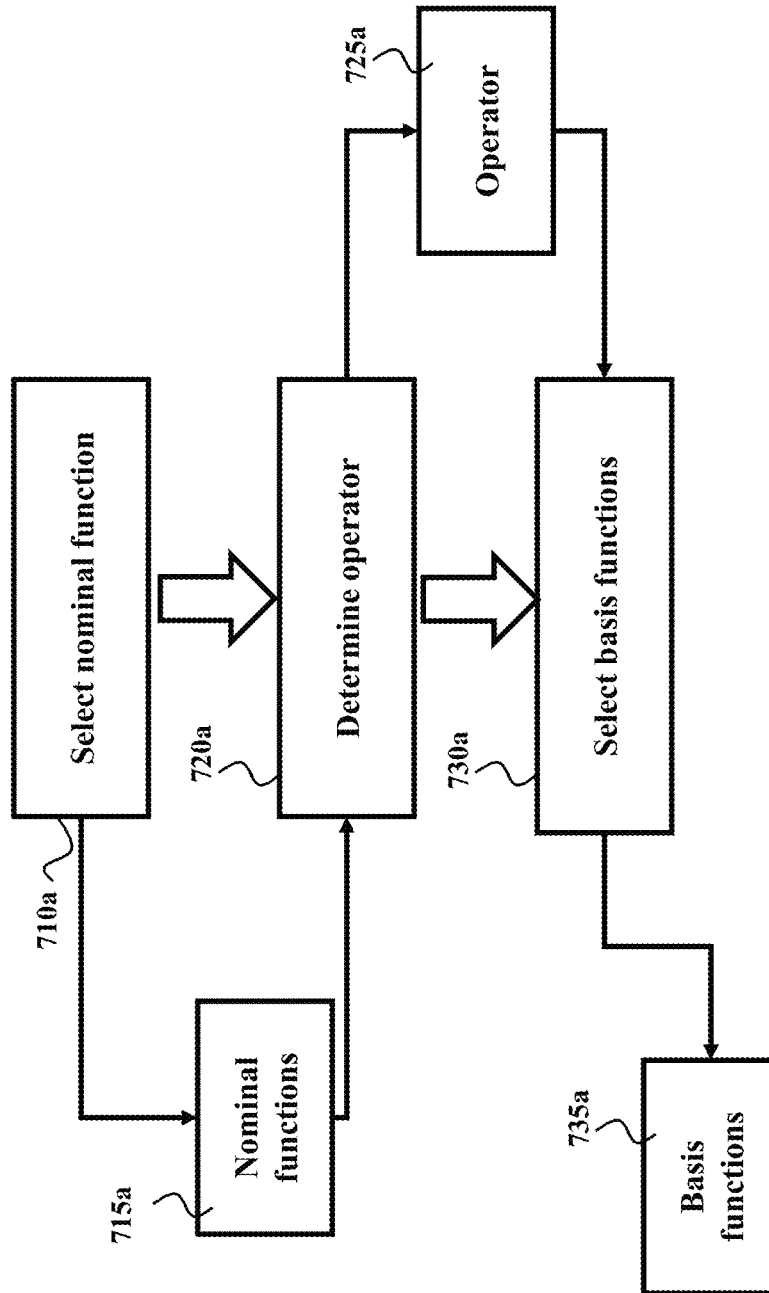 710a
Select nominal function
715a
Nominal
functions
720a
Determine operator
725a
Operator
730a
Select basis functions
735a
Basis
functions